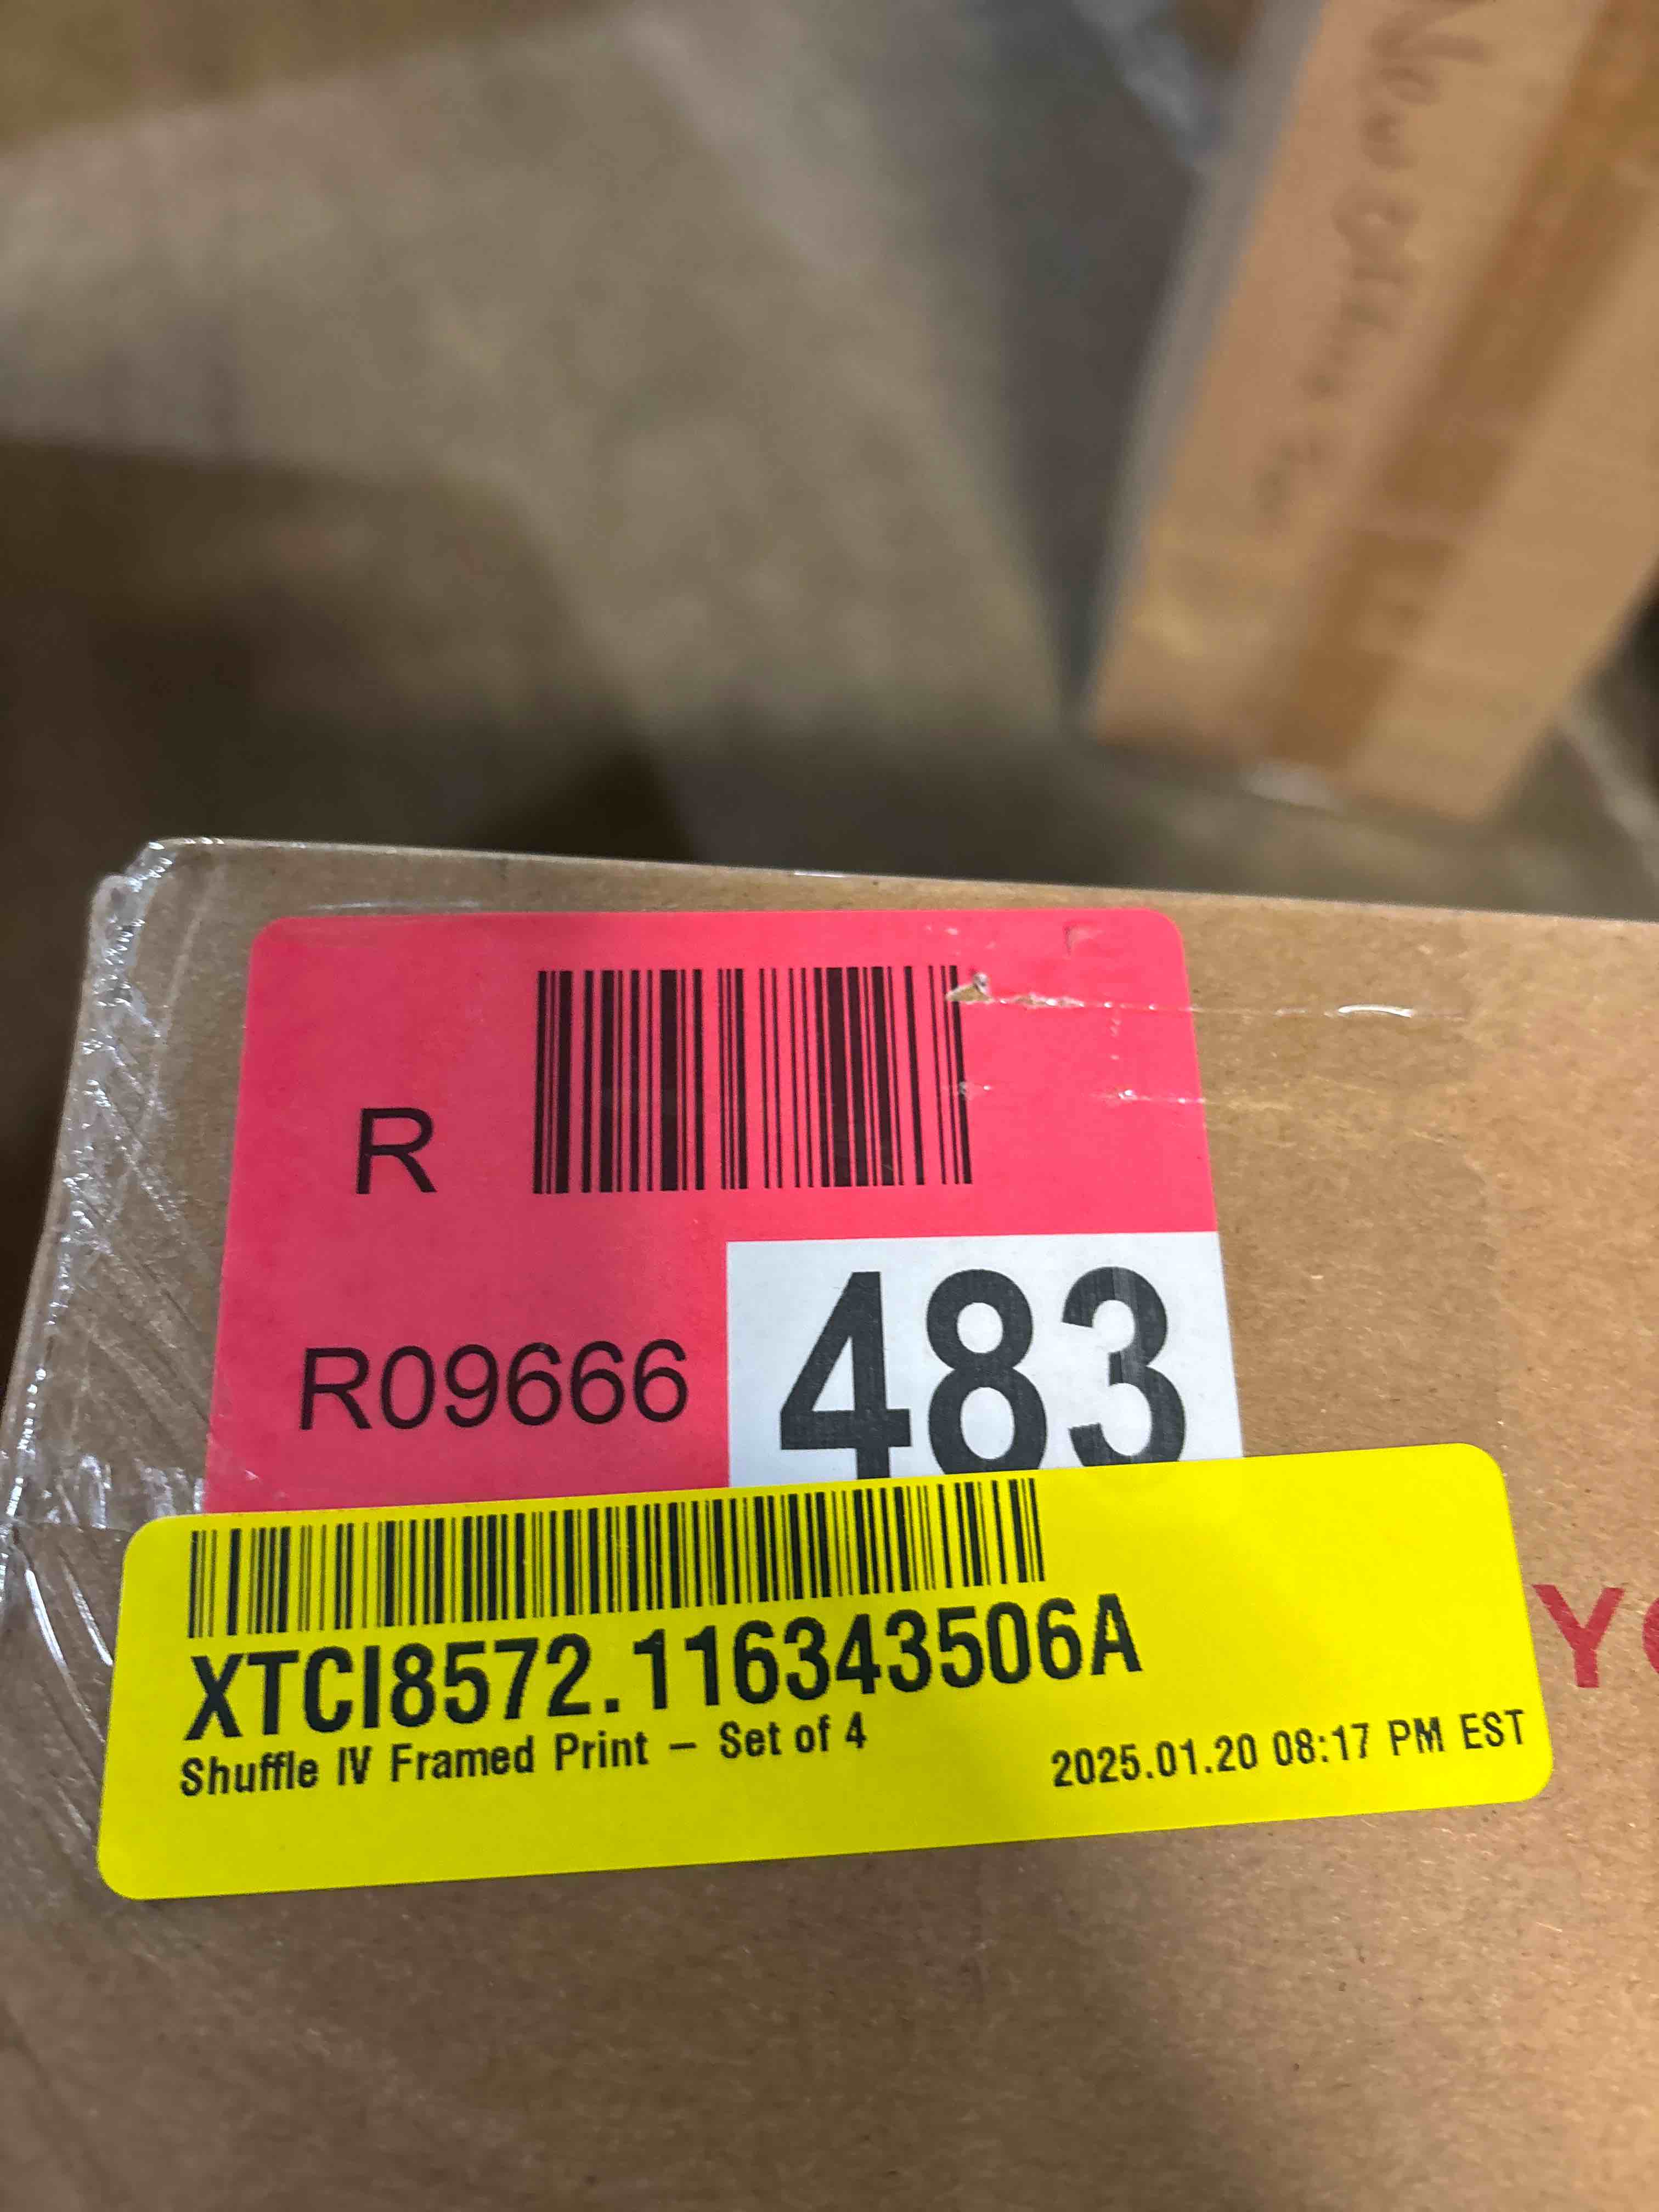 R
R09666
483
XTCI8572.116343506A
Shuffle IV Framed Print – Set of 4
2025.01.20 08:17 PM EST